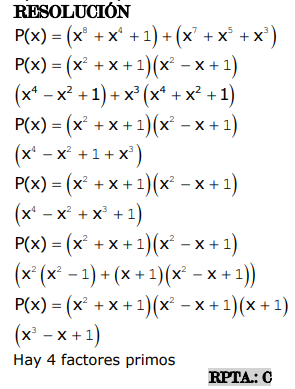 RESOLUCIÓN
P(x) = (x⁸ + x⁴ + 1) + (x⁷ + x⁵ + x³)
P(x) = (x² + x + 1)(x² − x + 1)
(x⁴ − x² + 1) + x³ (x⁴ + x² + 1)
P(x) = (x² + x + 1)(x² − x + 1)
(x⁴ − x² + 1 + x³)
P(x) = (x² + x + 1)(x² − x + 1)
(x⁴ − x² + x³ + 1)
P(x) = (x² + x + 1)(x² − x + 1)
(x² (x² − 1) + (x + 1)(x² − x + 1))
P(x) = (x² + x + 1)(x² − x + 1)(x + 1)
(x³ − x + 1)
Hay 4 factores primos
RPTA.: C